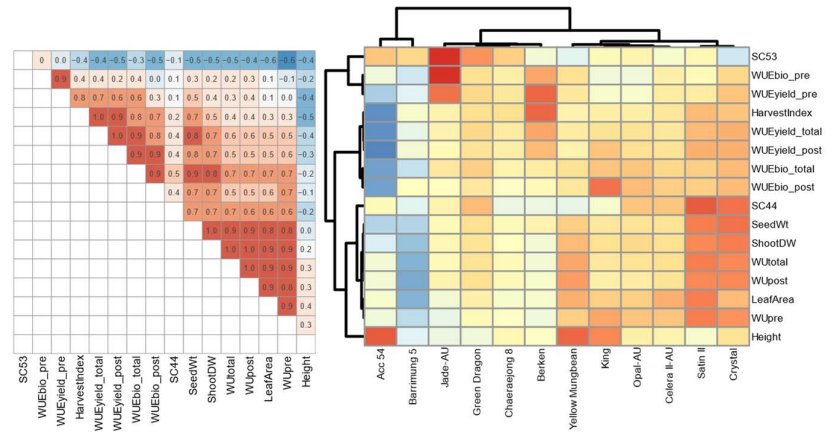 0 0.0 -0.4 -0.4 -0.5 -0.3 -0.5 -0.1 -0.5 -0.5 -0.5 -0.4 -0.6 -0.6 -0.4
0.9 0.4 0.2 0.4 0.2 0.0 0.1 0.3 0.2 0.2 0.3 0.1 -0.1 -0.2
0.8 0.7 0.6 0.6 0.3 0.1 0.5 0.4 0.3 0.4 0.1 0.0 -0.4
1.0 0.9 0.8 0.7 0.2 0.7 0.5 0.4 0.5 0.3 0.2 -0.5
1.0 0.9 0.8 0.4 0.8 0.7 0.5 0.6 0.5 0.4 -0.4
0.9 0.9 0.4 0.8 0.7 0.5 0.5 0.6 0.4 -0.3
0.9 0.5 0.9 0.8 0.7 0.7 0.7 0.5 -0.2
0.4 0.7 0.7 0.5 0.5 0.6 0.7 -0.1
0.7 0.7 0.6 0.6 0.6 0.6 -0.2
1.0 0.9 0.9 0.8 0.8 0.0
1.0 1.0 0.9 0.9 0.2
1.0 0.9 0.9 0.3
0.9 0.8 0.3
0.9 0.4
0.3
SC53
WUEbio_pre
WUEyield_pre
HarvestIndex
WUEyield_total
WUEyield_post
WUEbio_total
WUEbio_post
SC44
SeedWt
ShootDW
WUtotal
WUpost
LeafArea
WUpre
Height
SC53
WUEbio_pre
WUEyield_pre
HarvestIndex
WUEyield_total
WUEyield_post
WUEbio_total
WUEbio_post
SC44
SeedWt
ShootDW
WUtotal
WUpost
LeafArea
WUpre
Height
Acc 54
Barrimung 5
Jade-AU
Green Dragon
Chaeraejong 8
Berken
Yellow Mungbean
King
Opal-AU
Celera II-AU
Satin II
Crystal